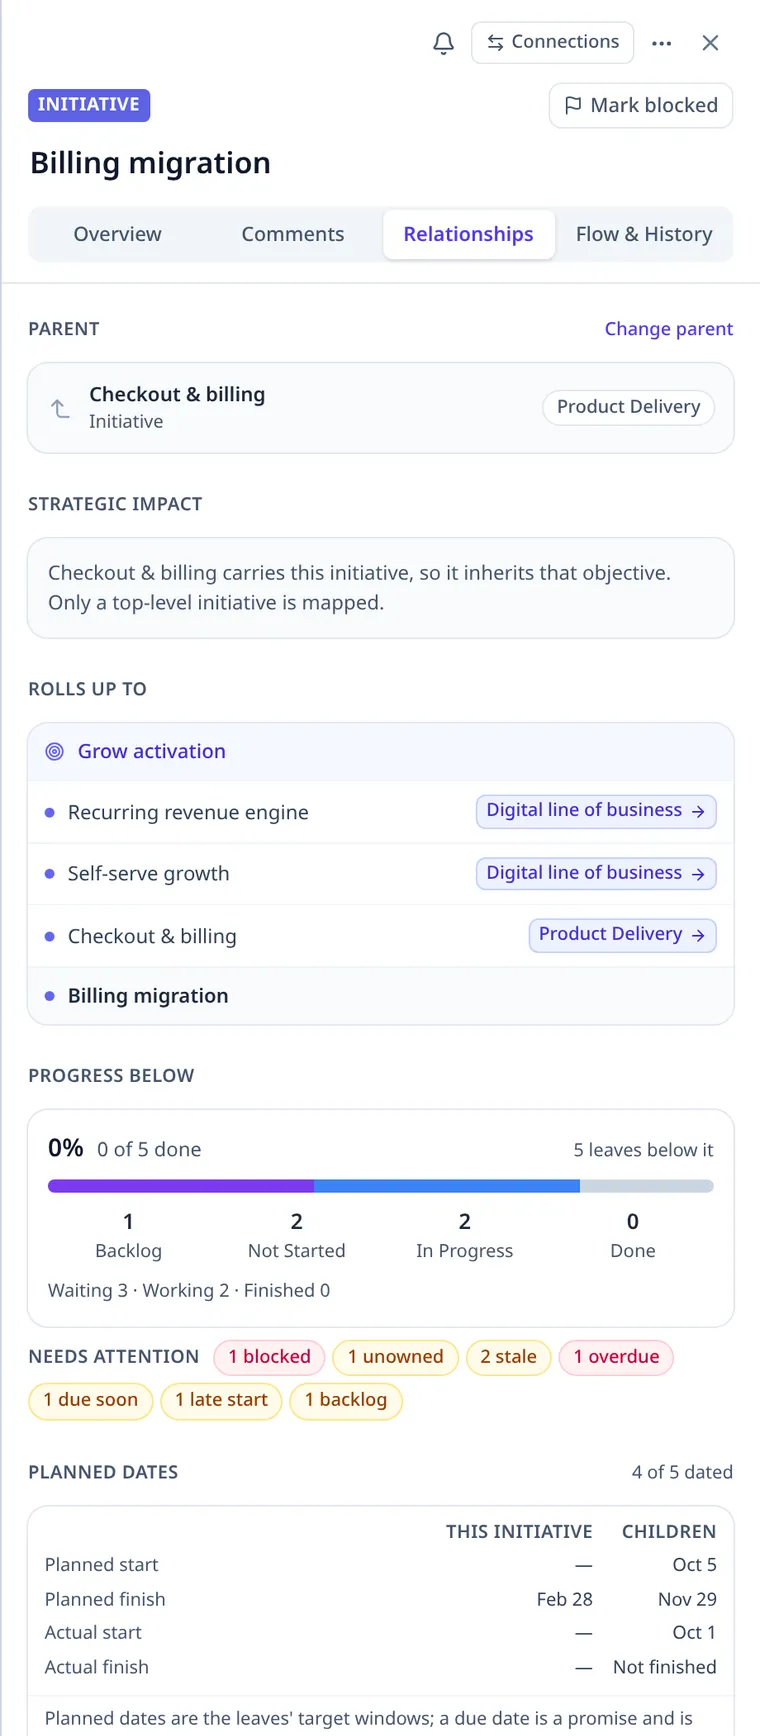 Connections
INITIATIVE
Mark blocked
Billing migration
Overview Comments Relationships Flow & History
PARENT Change parent
Checkout & billing
Initiative
Product Delivery
STRATEGIC IMPACT
Checkout & billing carries this initiative, so it inherits that objective.
Only a top-level initiative is mapped.
ROLLS UP TO
Grow activation
Recurring revenue engine Digital line of business →
Self-serve growth Digital line of business →
Checkout & billing Product Delivery →
Billing migration
PROGRESS BELOW
0% 0 of 5 done 5 leaves below it
1 2 2 0
Backlog Not Started In Progress Done
Waiting 3 · Working 2 · Finished 0
NEEDS ATTENTION 1 blocked 1 unowned 2 stale 1 overdue
1 due soon 1 late start 1 backlog
PLANNED DATES 4 of 5 dated
THIS INITIATIVE CHILDREN
Planned start — Oct 5
Planned finish Feb 28 Nov 29
Actual start — Oct 1
Actual finish — Not finished
Planned dates are the leaves' target windows; a due date is a promise and is